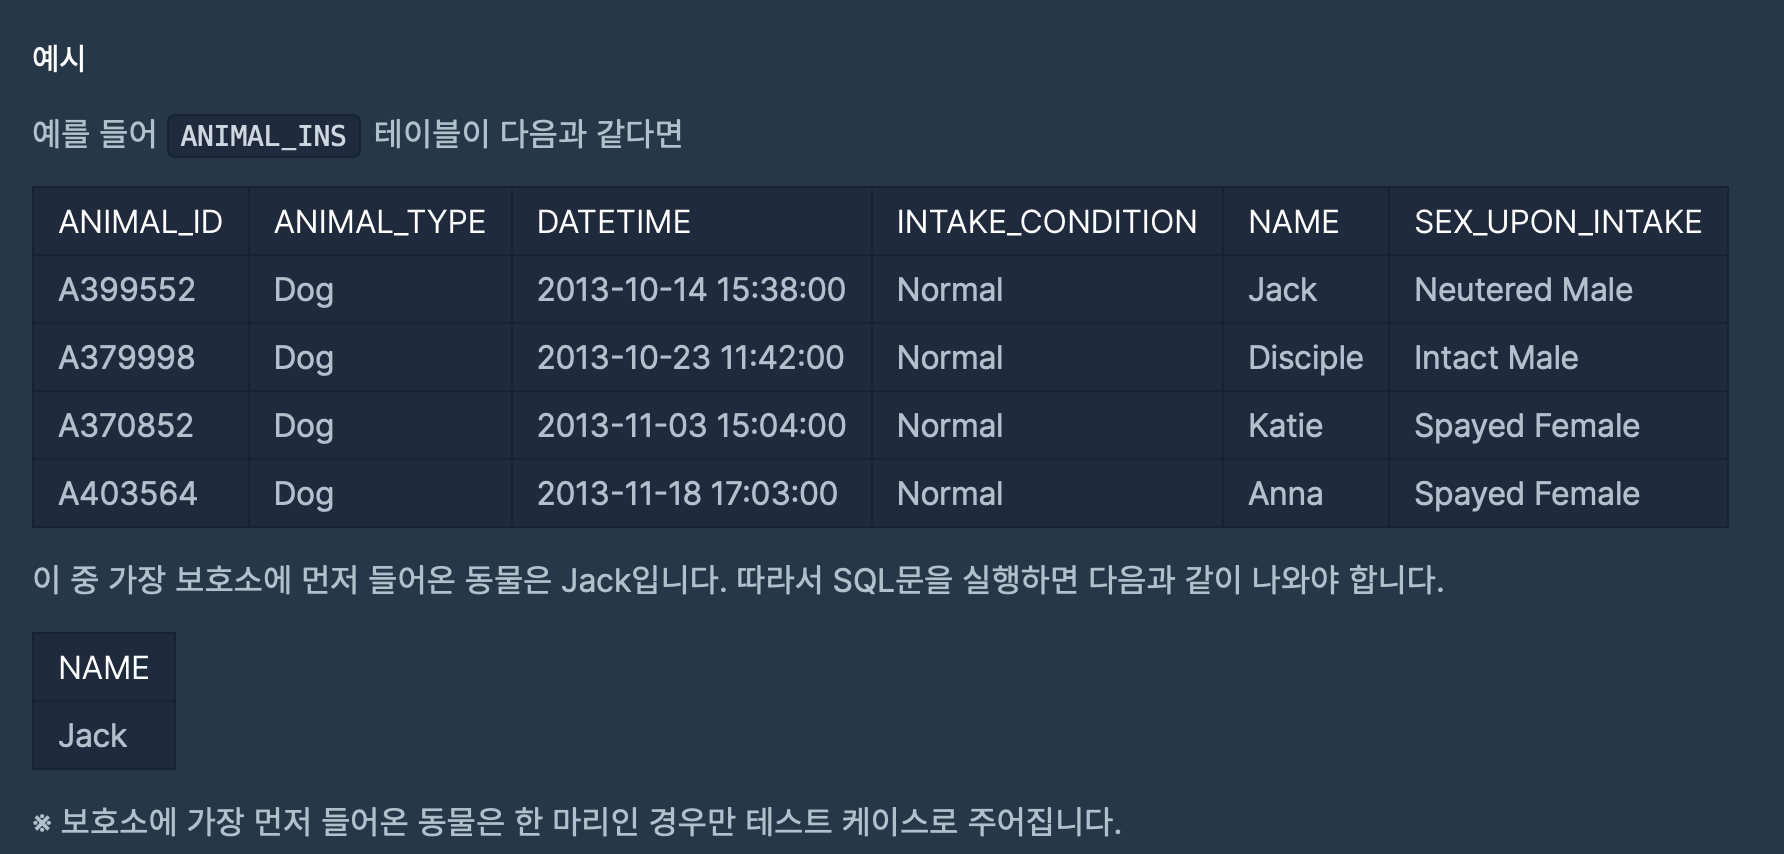 예시
예를 들어 ANIMAL_INS 테이블이 다음과 같다면
ANIMAL_ID ANIMAL_TYPE DATETIME INTAKE_CONDITION NAME SEX_UPON_INTAKE
A399552 Dog 2013-10-14 15:38:00 Normal Jack Neutered Male
A379998 Dog 2013-10-23 11:42:00 Normal Disciple Intact Male
A370852 Dog 2013-11-03 15:04:00 Normal Katie Spayed Female
A403564 Dog 2013-11-18 17:03:00 Normal Anna Spayed Female
이 중 가장 보호소에 먼저 들어온 동물은 Jack입니다. 따라서 SQL문을 실행하면 다음과 같이 나와야 합니다.
NAME
Jack
※ 보호소에 가장 먼저 들어온 동물은 한 마리인 경우만 테스트 케이스로 주어집니다.